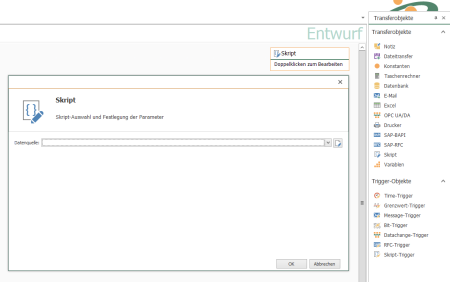 Transferobjekte
Entwurf
Transferobjekte
Notiz
Dateitransfer
Konstanten
Taschenrechner
Datenbank
E-Mail
Excel
OPC UA/DA
Drucker
SAP-BAPI
SAP-RFC
Skript
Variablen
Trigger-Objekte
Time-Trigger
Grenzwert-Trigger
Message-Trigger
Bit-Trigger
Datachange-Trigger
RFC-Trigger
Skript-Trigger
Skript
Doppelklicken zum Bearbeiten
Skript
Skript-Auswahl und Festlegung der Parameter
Datenquelle:
OK
Abbrechen